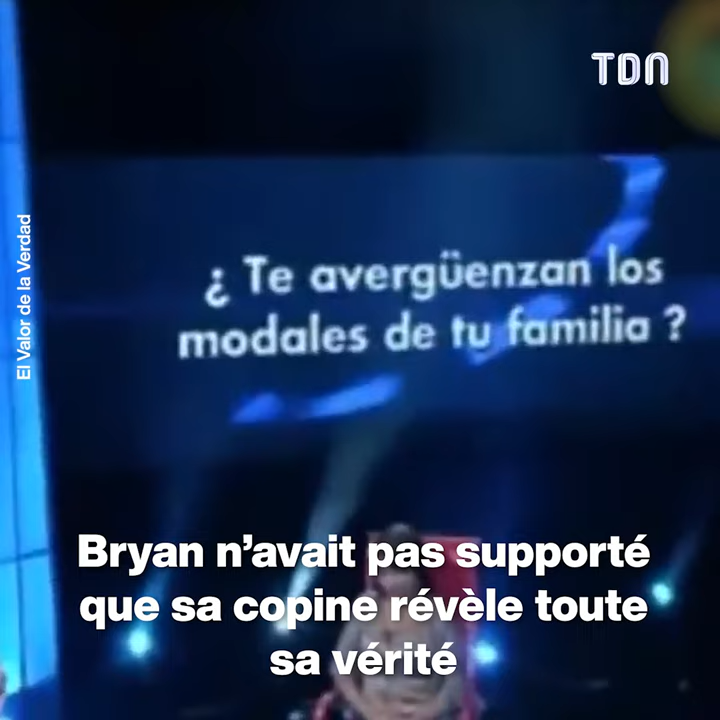 TDN
El Valor de la Verdad
¿ Te avergüenzan los
modales de tu familia ?
Bryan n’avait pas supporté
que sa copine révèle toute
sa vérité